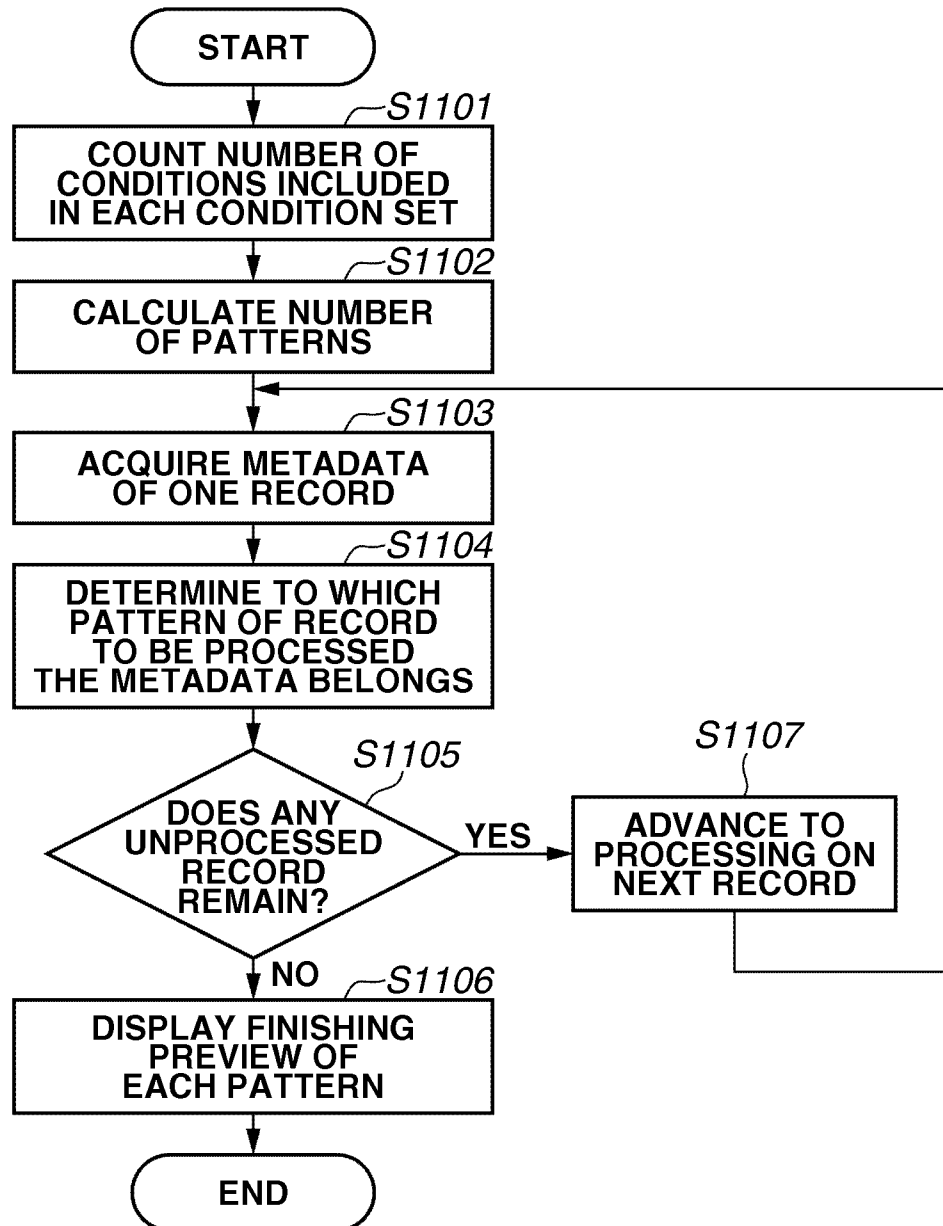 START
S1101
COUNT NUMBER OF
CONDITIONS INCLUDED
IN EACH CONDITION SET
S1102
CALCULATE NUMBER
OF PATTERNS
S1103
ACQUIRE METADATA
OF ONE RECORD
S1104
DETERMINE TO WHICH
PATTERN OF RECORD
TO BE PROCESSED
THE METADATA BELONGS
S1105
DOES ANY
UNPROCESSED
RECORD
REMAIN?
YES
S1107
ADVANCE TO
PROCESSING ON
NEXT RECORD
NO
S1106
DISPLAY FINISHING
PREVIEW OF
EACH PATTERN
END